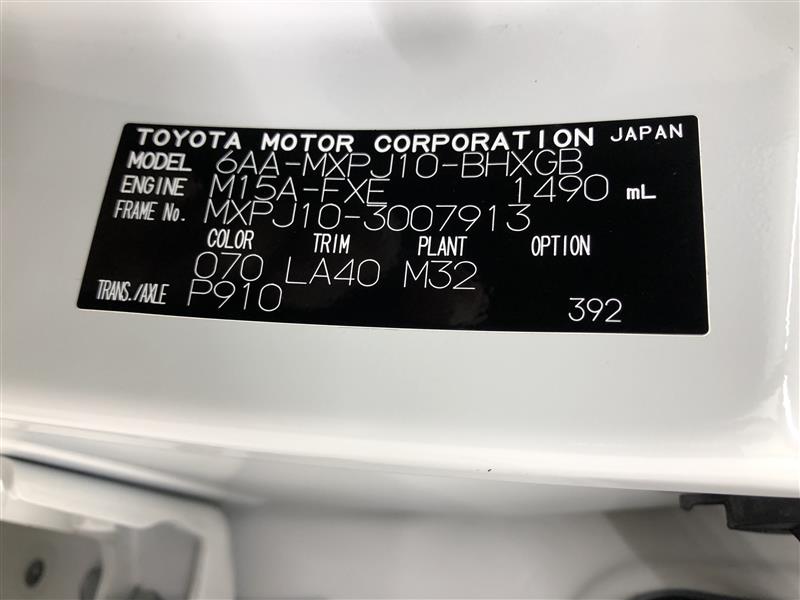 TOYOTA MOTOR CORPORATION JAPAN
MODEL 6AA-MXPJ10-BHXGB
ENGINE M15A-FXE 1490 mL
FRAME No. MXPJ10-3007913
COLOR TRIM PLANT OPTION
070 LA40 M32
TRANS./AXLE P910 392